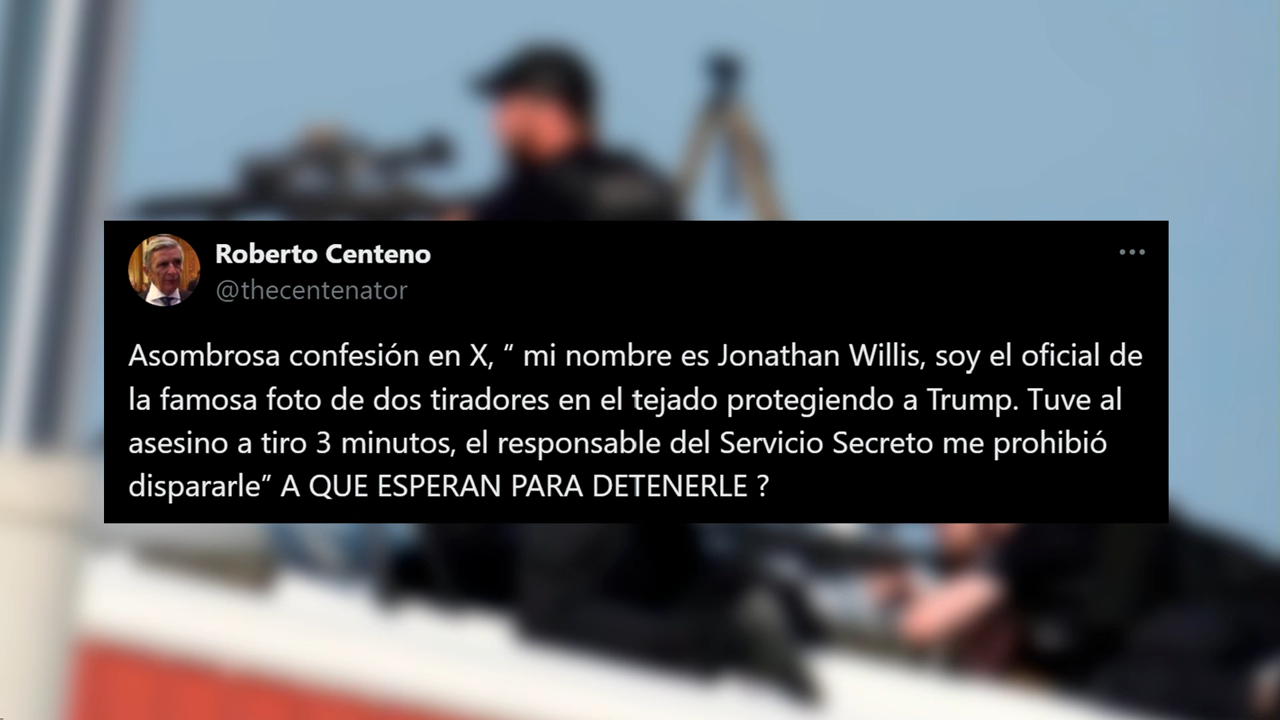 Roberto Centeno
@thecentenator
Asombrosa confesión en X, “ mi nombre es Jonathan Willis, soy el oficial de
la famosa foto de dos tiradores en el tejado protegiendo a Trump. Tuve al
asesino a tiro 3 minutos, el responsable del Servicio Secreto me prohibió
dispararle” A QUE ESPERAN PARA DETENERLE ?